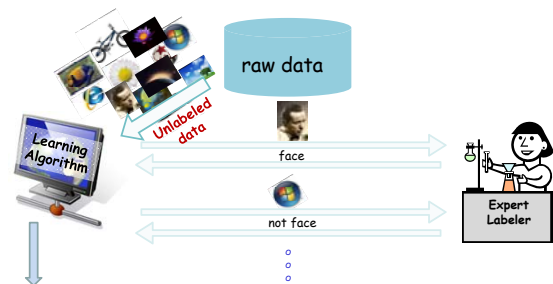 raw data
Unlabeled
data
Learning
Algorithm
face
Expert
Labeler
not face